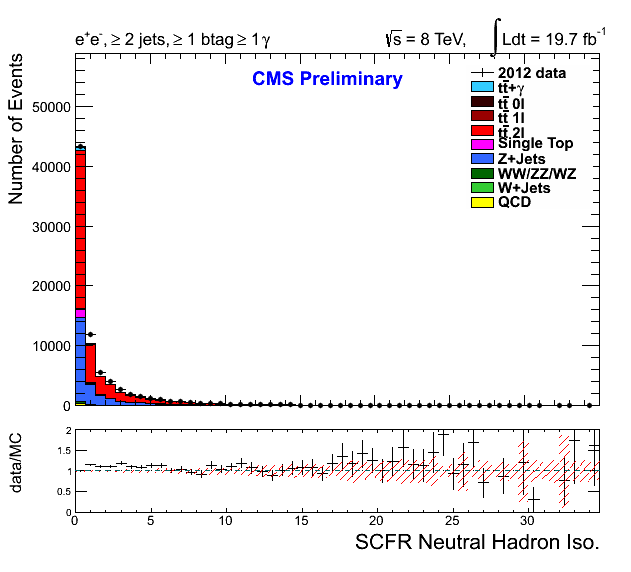 e⁺e⁻, ≥ 2 jets, ≥ 1 btag ≥ 1γ √s = 8 TeV, ∫ Ldt = 19.7 fb⁻¹
CMS Preliminary
2012 data
tt̄+γ
tt̄ 0l
tt̄ 1l
tt̄ 2l
Single Top
Z+Jets
WW/ZZ/WZ
W+Jets
QCD
Number of Events
50000
40000
30000
20000
10000
0
data/MC
2
1.5
1
0.5
0
0 5 10 15 20 25 30
SCFR Neutral Hadron Iso.